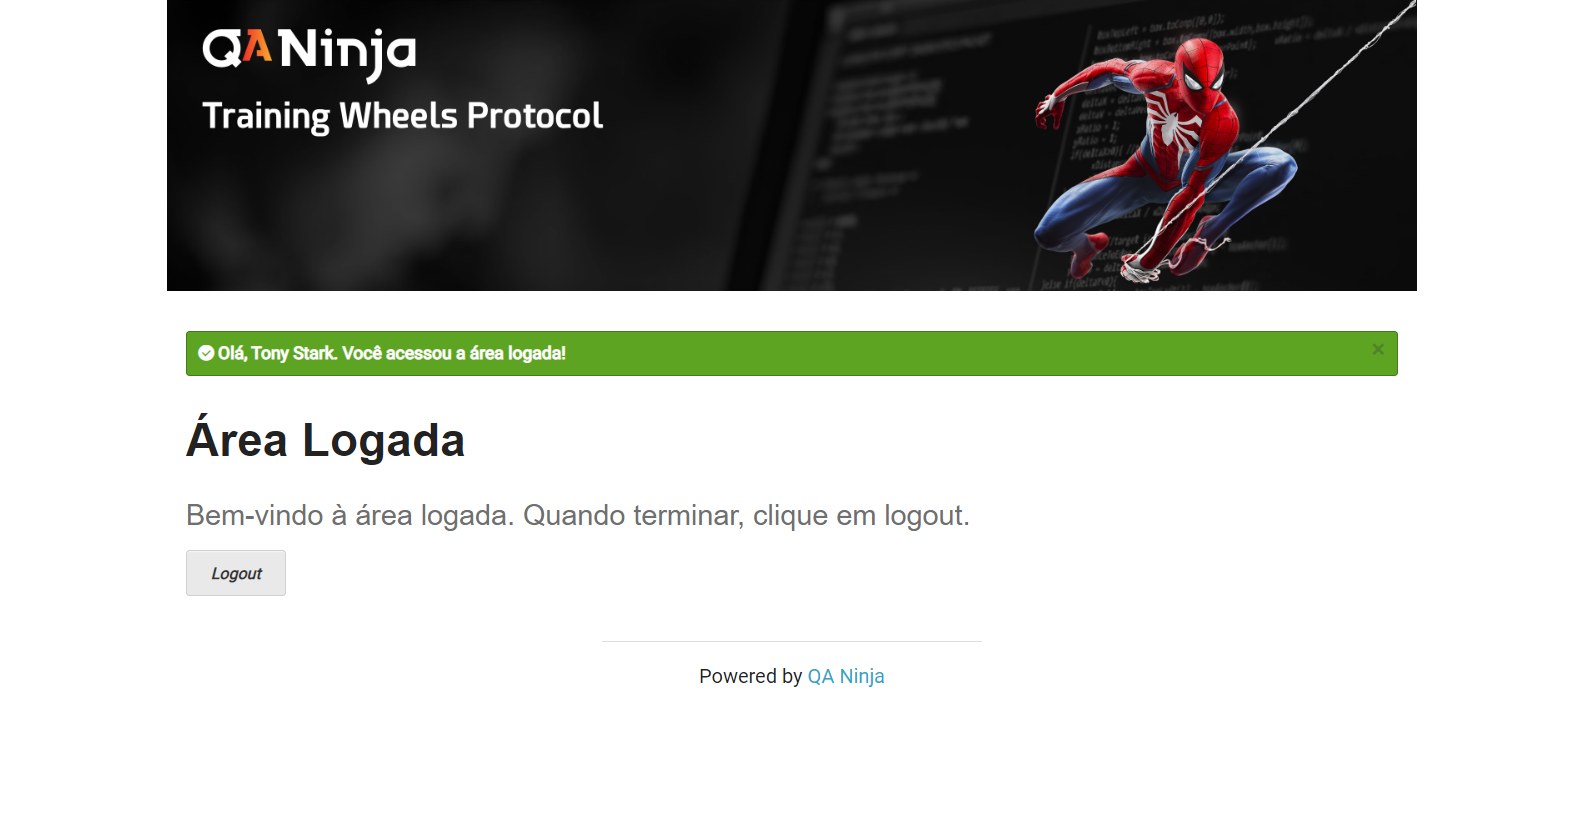 QA Ninja
Training Wheels Protocol
Olá, Tony Stark. Você acessou a área logada!
×
Área Logada
Bem-vindo à área logada. Quando terminar, clique em logout.
Logout
Powered by QA Ninja